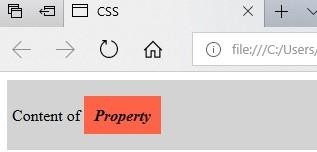 CSS
file:///C:/Users/
Content of Property